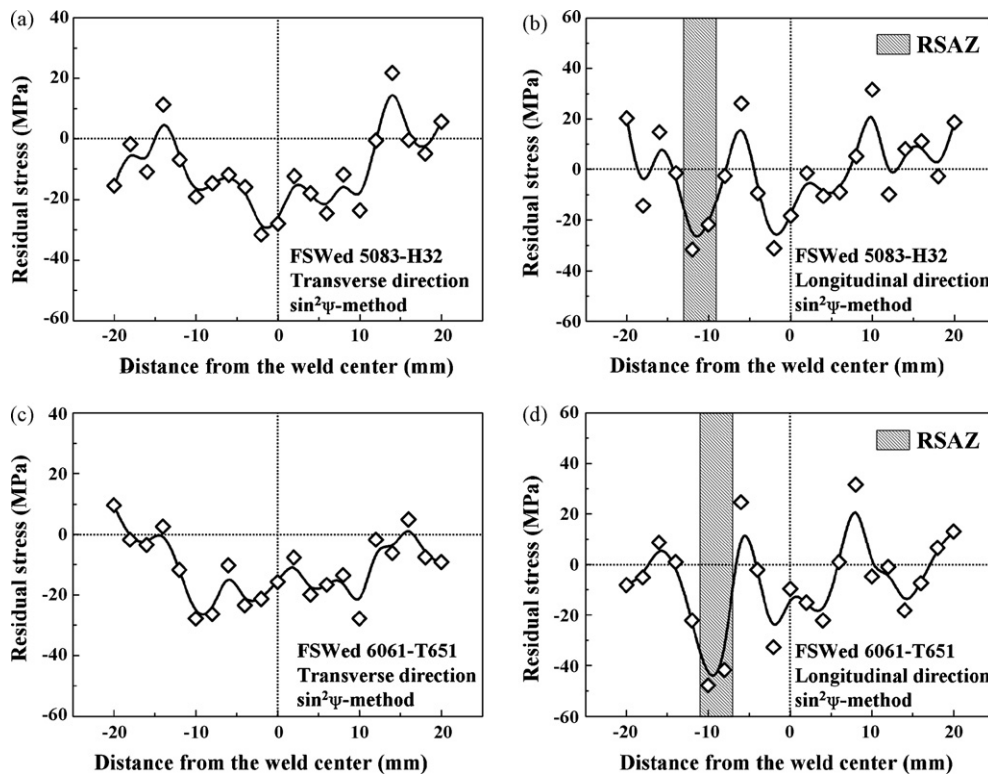 (a)
40
20
0
-20
-40
-60
Residual stress (MPa)
FSWed 5083-H32
Transverse direction
sin²ψ-method
-20 -10 0 10 20
Distance from the weld center (mm)
(b)
60
40
20
0
-20
-40
-60
Residual stress (MPa)
RSAZ
FSWed 5083-H32
Longitudinal direction
sin²ψ-method
-20 -10 0 10 20
Distance from the weld center (mm)
(c)
40
20
0
-20
-40
-60
Residual stress (MPa)
FSWed 6061-T651
Transverse direction
sin²ψ-method
-20 -10 0 10 20
Distance from the weld center (mm)
(d)
60
40
20
0
-20
-40
-60
Residual stress (MPa)
RSAZ
FSWed 6061-T651
Longitudinal direction
sin²ψ-method
-20 -10 0 10 20
Distance from the weld center (mm)